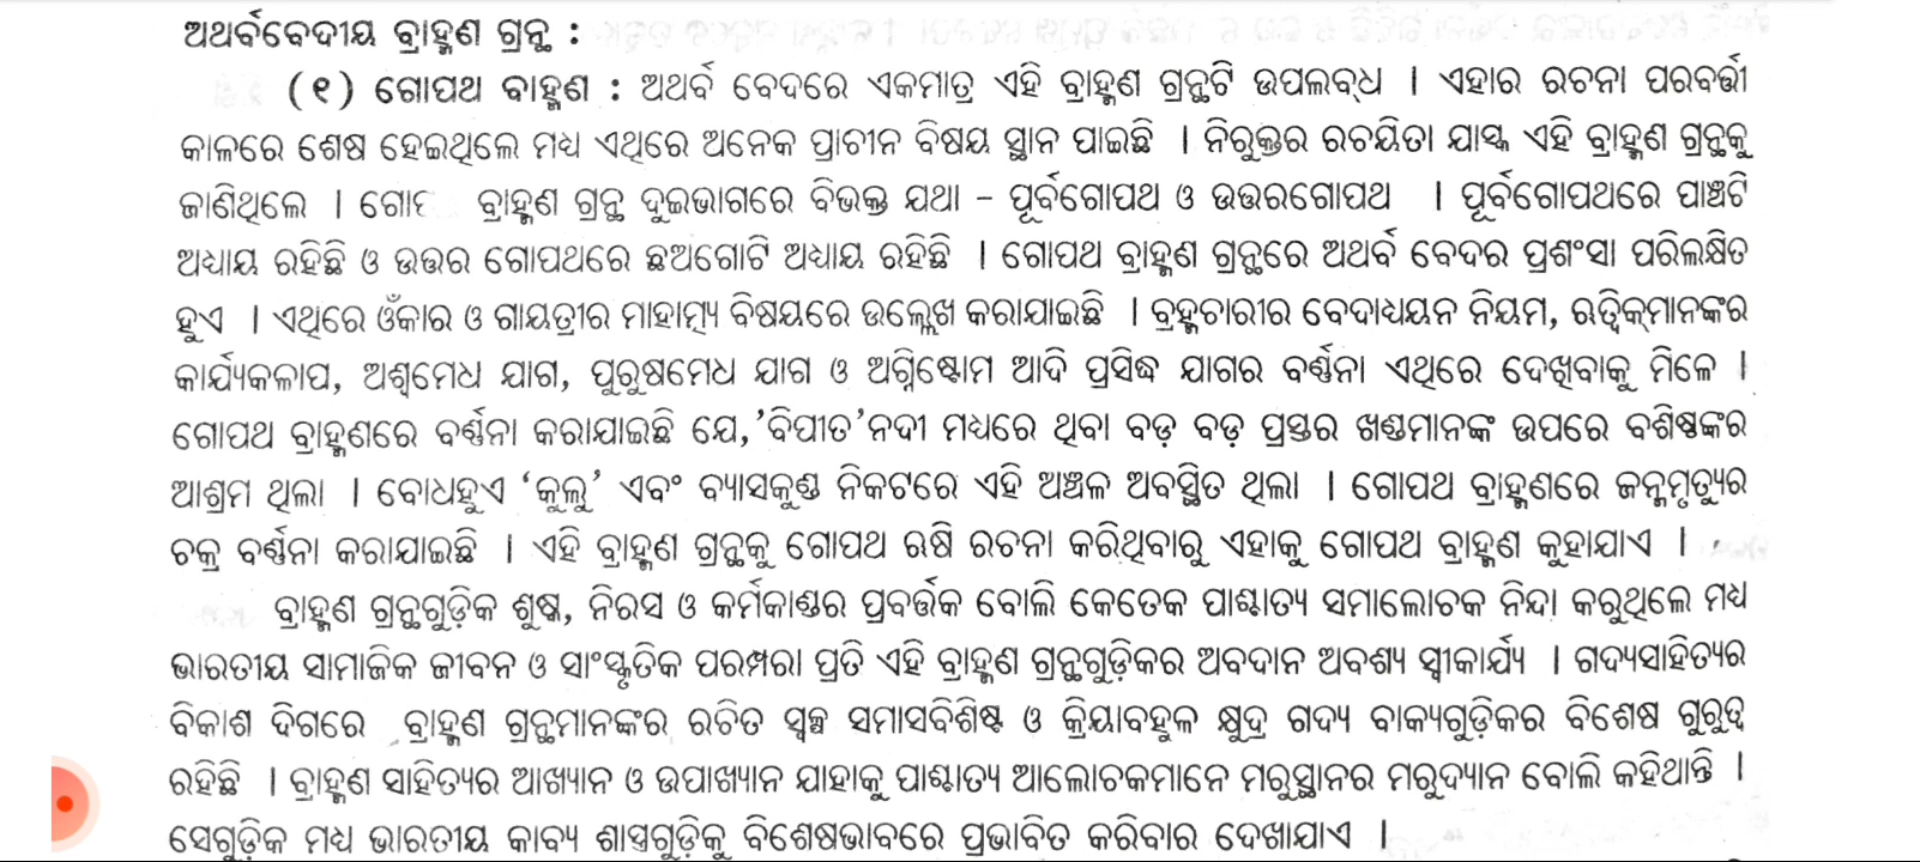 ଅଥର୍ବବେଦୀୟ ବ୍ରାହ୍ମଣ ଗ୍ରନ୍ଥ :
(୧) ଗୋପଥ ବାହ୍ମଣ : ଅଥର୍ବ ବେଦରେ ଏକମାତ୍ର ଏହି ବ୍ରାହ୍ମଣ ଗ୍ରନ୍ଥଟି ଉପଲବ୍ଧ । ଏହାର ରଚନା ପରବର୍ତ୍ତୀ
କାଳରେ ଶେଷ ହେଇଥିଲେ ମଧ୍ୟ ଏଥିରେ ଅନେକ ପ୍ରାଚୀନ ବିଷୟ ସ୍ଥାନ ପାଇଛି । ନିରୁକ୍ତର ରଚୟିତା ଯାସ୍କ ଏହି ବ୍ରାହ୍ମଣ ଗ୍ରନ୍ଥକୁ
ଜାଣିଥିଲେ । ବ୍ରାହ୍ମଣ ଗ୍ରନ୍ଥ ଦୁଇଭାଗରେ ବିଭକ୍ତ ଯଥା – ପୂର୍ବଗୋପଥ ଓ ଉତ୍ତରଗୋପଥ । ପୂର୍ବଗୋପଥରେ ପାଞ୍ଚଟି
ଅଧ୍ୟାୟ ରହିଛି ଓ ଉତ୍ତର ଗୋପଥରେ ଛଅଗୋଟି ଅଧ୍ୟାୟ ରହିଛି । ଗୋପଥ ବ୍ରାହ୍ମଣ ଗ୍ରନ୍ଥରେ ଅଥର୍ବ ବେଦର ପ୍ରଶଂସା ପରିଲକ୍ଷିତ
ହୁଏ । ଏଥିରେ ଓଁକାର ଓ ଗାୟତ୍ରୀର ମାହାତ୍ମ୍ୟ ବିଷୟରେ ଉଲ୍ଲେଖ କରାଯାଇଛି । ବ୍ରହ୍ମଚାରୀର ବେଦାଧ୍ୟୟନ ନିୟମ, ଋତ୍ୱିକ୍‌ମାନଙ୍କର
କାର୍ଯ୍ୟକଳାପ, ଅଶ୍ୱମେଧ ଯାଗ, ପୁରୁଷମେଧ ଯାଗ ଓ ଅଗ୍ନିଷ୍ଟୋମ ଆଦି ପ୍ରସିଦ୍ଧ ଯାଗର ବର୍ଣ୍ଣନା ଏଥିରେ ଦେଖିବାକୁ ମିଳେ ।
ଗୋପଥ ବ୍ରାହ୍ମଣରେ ବର୍ଣ୍ଣନା କରାଯାଇଛି ଯେ,’ବିପୀତ’ନଦୀ ମଧ୍ୟରେ ଥିବା ବଡ଼ ବଡ଼ ପ୍ରସ୍ତର ଖଣ୍ଡମାନଙ୍କ ଉପରେ ବଶିଷ୍ଠଙ୍କର
ଆଶ୍ରମ ଥିଲା । ବୋଧହୁଏ ‘କୁଲୁ’ ଏବଂ ବ୍ୟାସକୁଣ୍ଡ ନିକଟରେ ଏହି ଅଞ୍ଚଳ ଅବସ୍ଥିତ ଥିଲା । ଗୋପଥ ବ୍ରାହ୍ମଣରେ ଜନ୍ମମୃତ୍ୟୁର
ଚକ୍ର ବର୍ଣ୍ଣନା କରାଯାଇଛି । ଏହି ବ୍ରାହ୍ମଣ ଗ୍ରନ୍ଥକୁ ଗୋପଥ ଋଷି ରଚନା କରିଥିବାରୁ ଏହାକୁ ଗୋପଥ ବ୍ରାହ୍ମଣ କୁହାଯାଏ ।
ବ୍ରାହ୍ମଣ ଗ୍ରନ୍ଥଗୁଡ଼ିକ ଶୁଷ୍କ, ନିରସ ଓ କର୍ମକାଣ୍ଡର ପ୍ରବର୍ତ୍ତକ ବୋଲି କେତେକ ପାଶ୍ଚାତ୍ୟ ସମାଲୋଚକ ନିନ୍ଦା କରୁଥିଲେ ମଧ୍ୟ
ଭାରତୀୟ ସାମାଜିକ ଜୀବନ ଓ ସାଂସ୍କୃତିକ ପରମ୍ପରା ପ୍ରତି ଏହି ବ୍ରାହ୍ମଣ ଗ୍ରନ୍ଥଗୁଡ଼ିକର ଅବଦାନ ଅବଶ୍ୟ ସ୍ୱୀକାର୍ଯ୍ୟ । ଗଦ୍ୟସାହିତ୍ୟର
ବିକାଶ ଦିଗରେ ବ୍ରାହ୍ମଣ ଗ୍ରନ୍ଥମାନଙ୍କର ରଚିତ ସ୍ୱଳ୍ପ ସମାସବିଶିଷ୍ଟ ଓ କ୍ରିୟାବହୁଳ କ୍ଷୁଦ୍ର ଗଦ୍ୟ ବାକ୍ୟଗୁଡ଼ିକର ବିଶେଷ ଗୁରୁତ୍ୱ
ରହିଛି । ବ୍ରାହ୍ମଣ ସାହିତ୍ୟର ଆଖ୍ୟାନ ଓ ଉପାଖ୍ୟାନ ଯାହାକୁ ପାଶ୍ଚାତ୍ୟ ଆଲୋଚକମାନେ ମରୁସ୍ଥାନର ମରୁଦ୍ୟାନ ବୋଲି କହିଥାନ୍ତି ।
ସେଗୁଡ଼ିକ ମଧ୍ୟ ଭାରତୀୟ କାବ୍ୟ ଶାସ୍ତ୍ରଗୁଡ଼ିକୁ ବିଶେଷଭାବରେ ପ୍ରଭାବିତ କରିବାର ଦେଖାଯାଏ ।